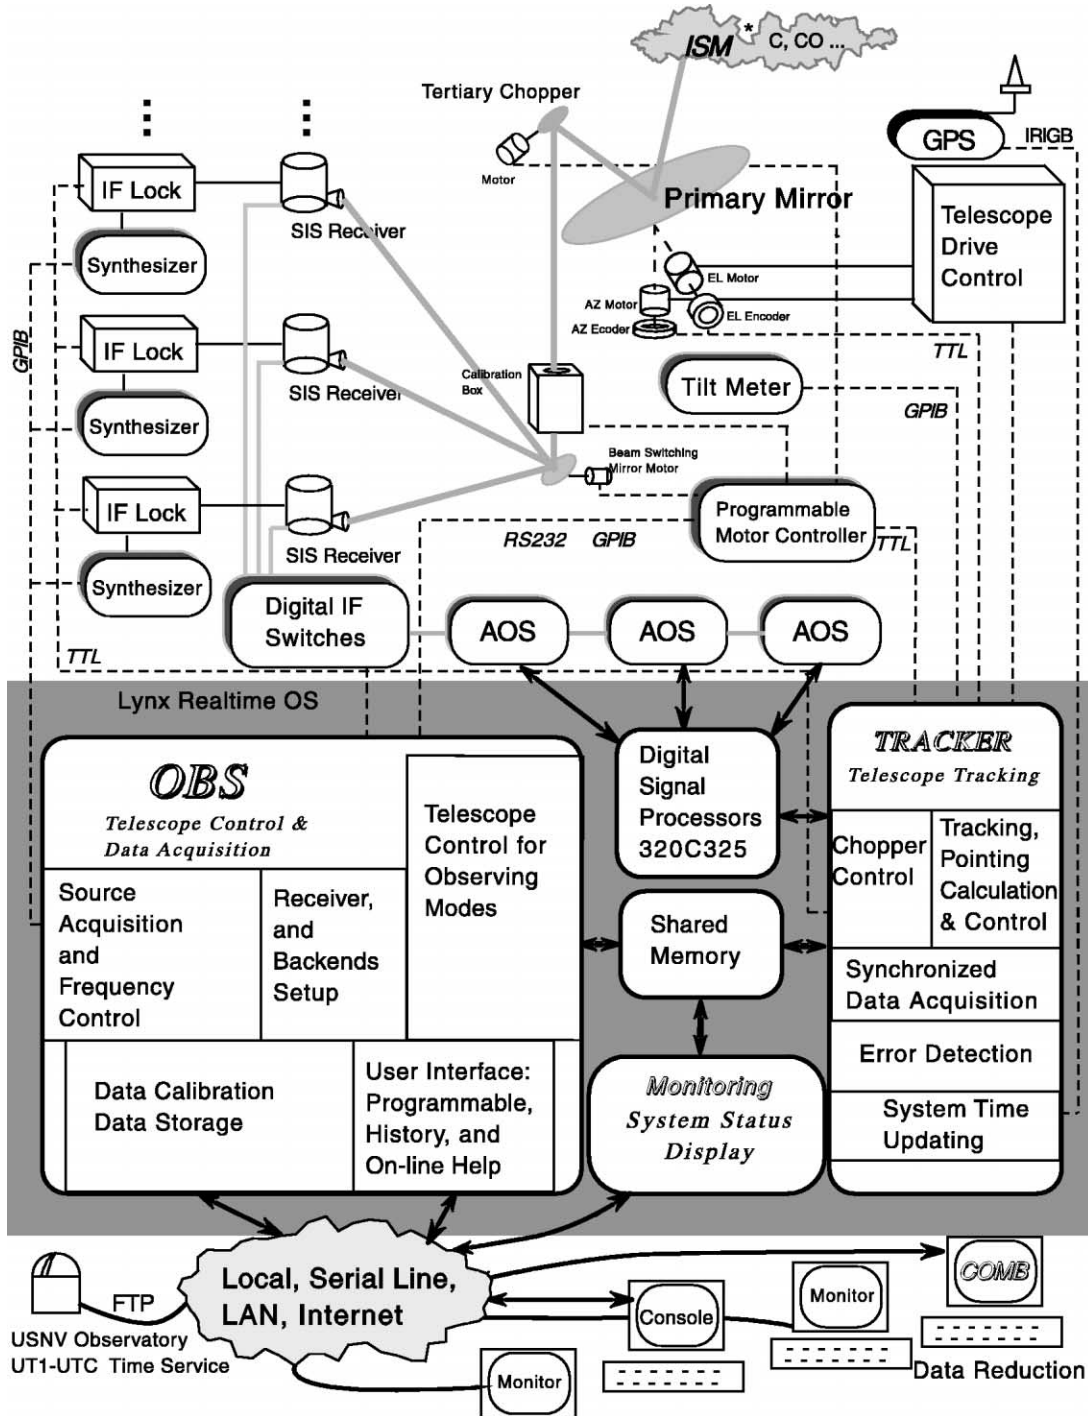 ISM
*
C, CO ...
Tertiary Chopper
Motor
GPS
IRIGB
IF Lock
SIS Receiver
Synthesizer
Primary Mirror
Telescope
Drive
Control
EL Motor
AZ Motor
EL Encoder
AZ Ecoder
TTL
GPIB
IF Lock
SIS Receiver
Synthesizer
Calibration
Box
Tilt Meter
GPIB
Beam Switching
Mirror Motor
IF Lock
SIS Receiver
Synthesizer
RS232
GPIB
Programmable
Motor Controller
TTL
Digital IF
Switches
AOS
AOS
AOS
TTL
Lynx Realtime OS
OBS
Telescope Control &
Data Acquisition
Telescope
Control for
Observing
Modes
Source
Acquisition
and
Frequency
Control
Receiver,
and
Backends
Setup
Data Calibration
Data Storage
User Interface:
Programmable,
History, and
On-line Help
Digital
Signal
Processors
320C325
Shared
Memory
Monitoring
System Status
Display
TRACKER
Telescope Tracking
Chopper
Control
Tracking,
Pointing
Calculation
& Control
Synchronized
Data Acquisition
Error Detection
System Time
Updating
Local, Serial Line,
LAN, Internet
FTP
USNV Observatory
UT1-UTC Time Service
Monitor
Console
Monitor
COMB
Data Reduction